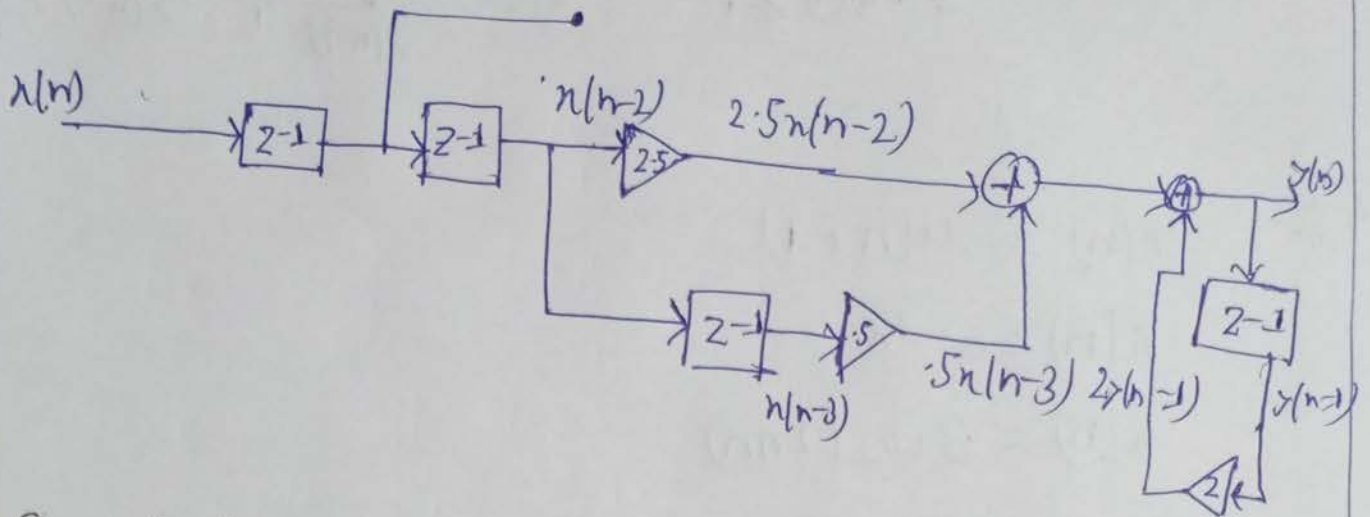 x(n)
Z-1
Z-1
x(n-2)
2.5
2.5x(n-2)
+
+
y(n)
Z-1
x(n-3)
.5
.5x(n-3)
2y(n-1)
Z-1
y(n-1)
2